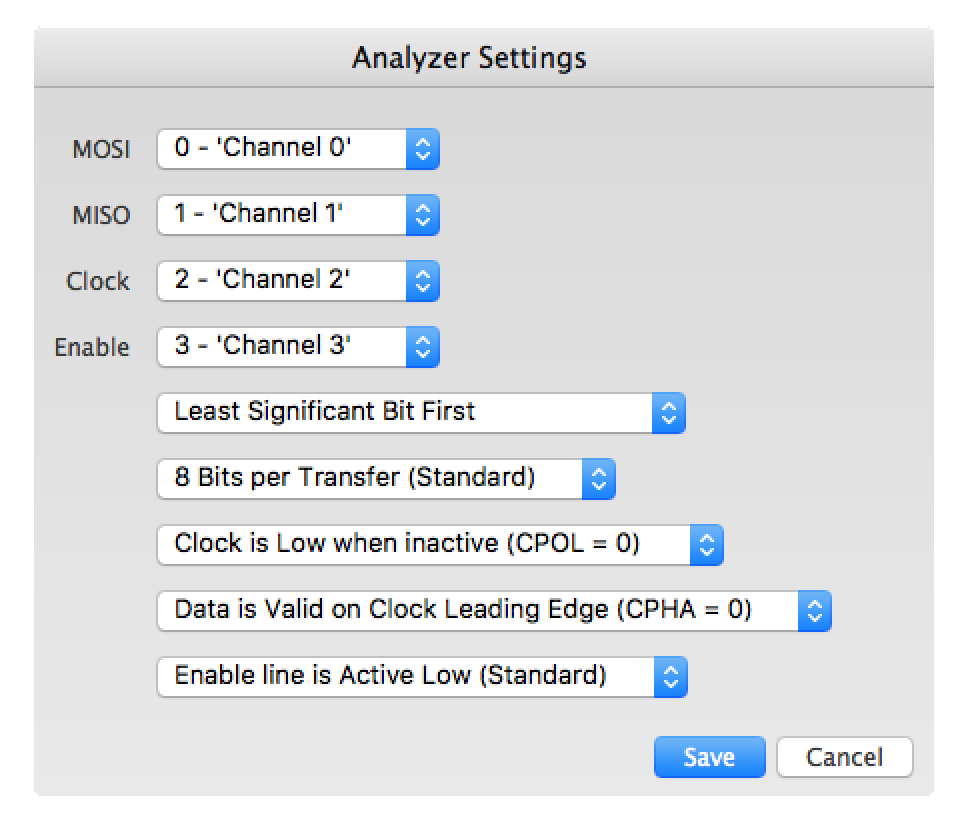 Analyzer Settings
MOSI 0 - 'Channel 0'
MISO 1 - 'Channel 1'
Clock 2 - 'Channel 2'
Enable 3 - 'Channel 3'
Least Significant Bit First
8 Bits per Transfer (Standard)
Clock is Low when inactive (CPOL = 0)
Data is Valid on Clock Leading Edge (CPHA = 0)
Enable line is Active Low (Standard)
Save Cancel